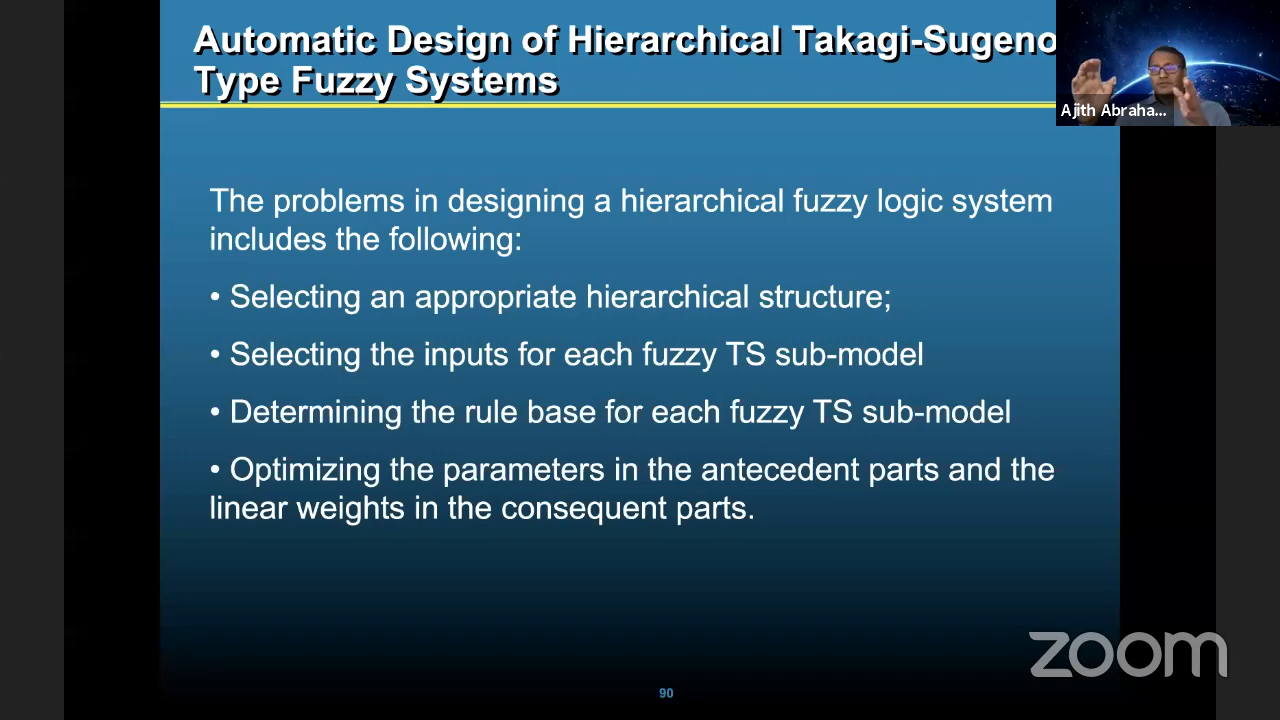 Automatic Design of Hierarchical Takagi-Sugeno
Type Fuzzy Systems
Ajith Abraha...
The problems in designing a hierarchical fuzzy logic system
includes the following:
• Selecting an appropriate hierarchical structure;
• Selecting the inputs for each fuzzy TS sub-model
• Determining the rule base for each fuzzy TS sub-model
• Optimizing the parameters in the antecedent parts and the
linear weights in the consequent parts.
zoom
90